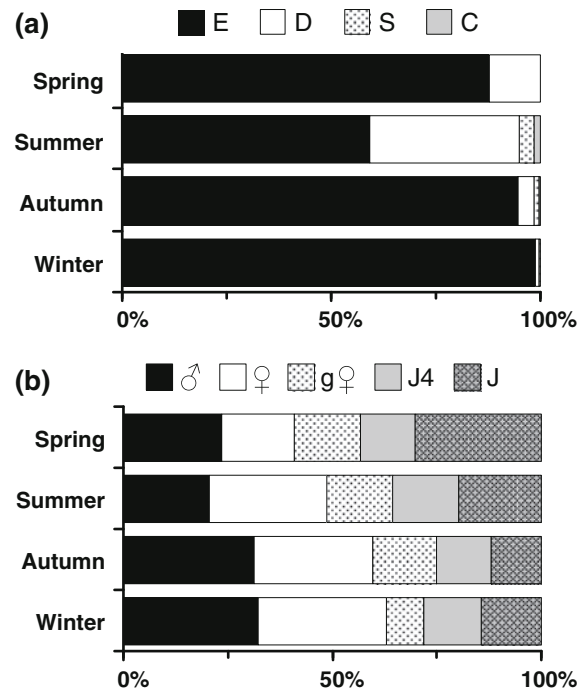 (a) E D S C
Spring
Summer
Autumn
Winter
0% 50% 100%
(b) ♂ ♀ g♀ J4 J
Spring
Summer
Autumn
Winter
0% 50% 100%